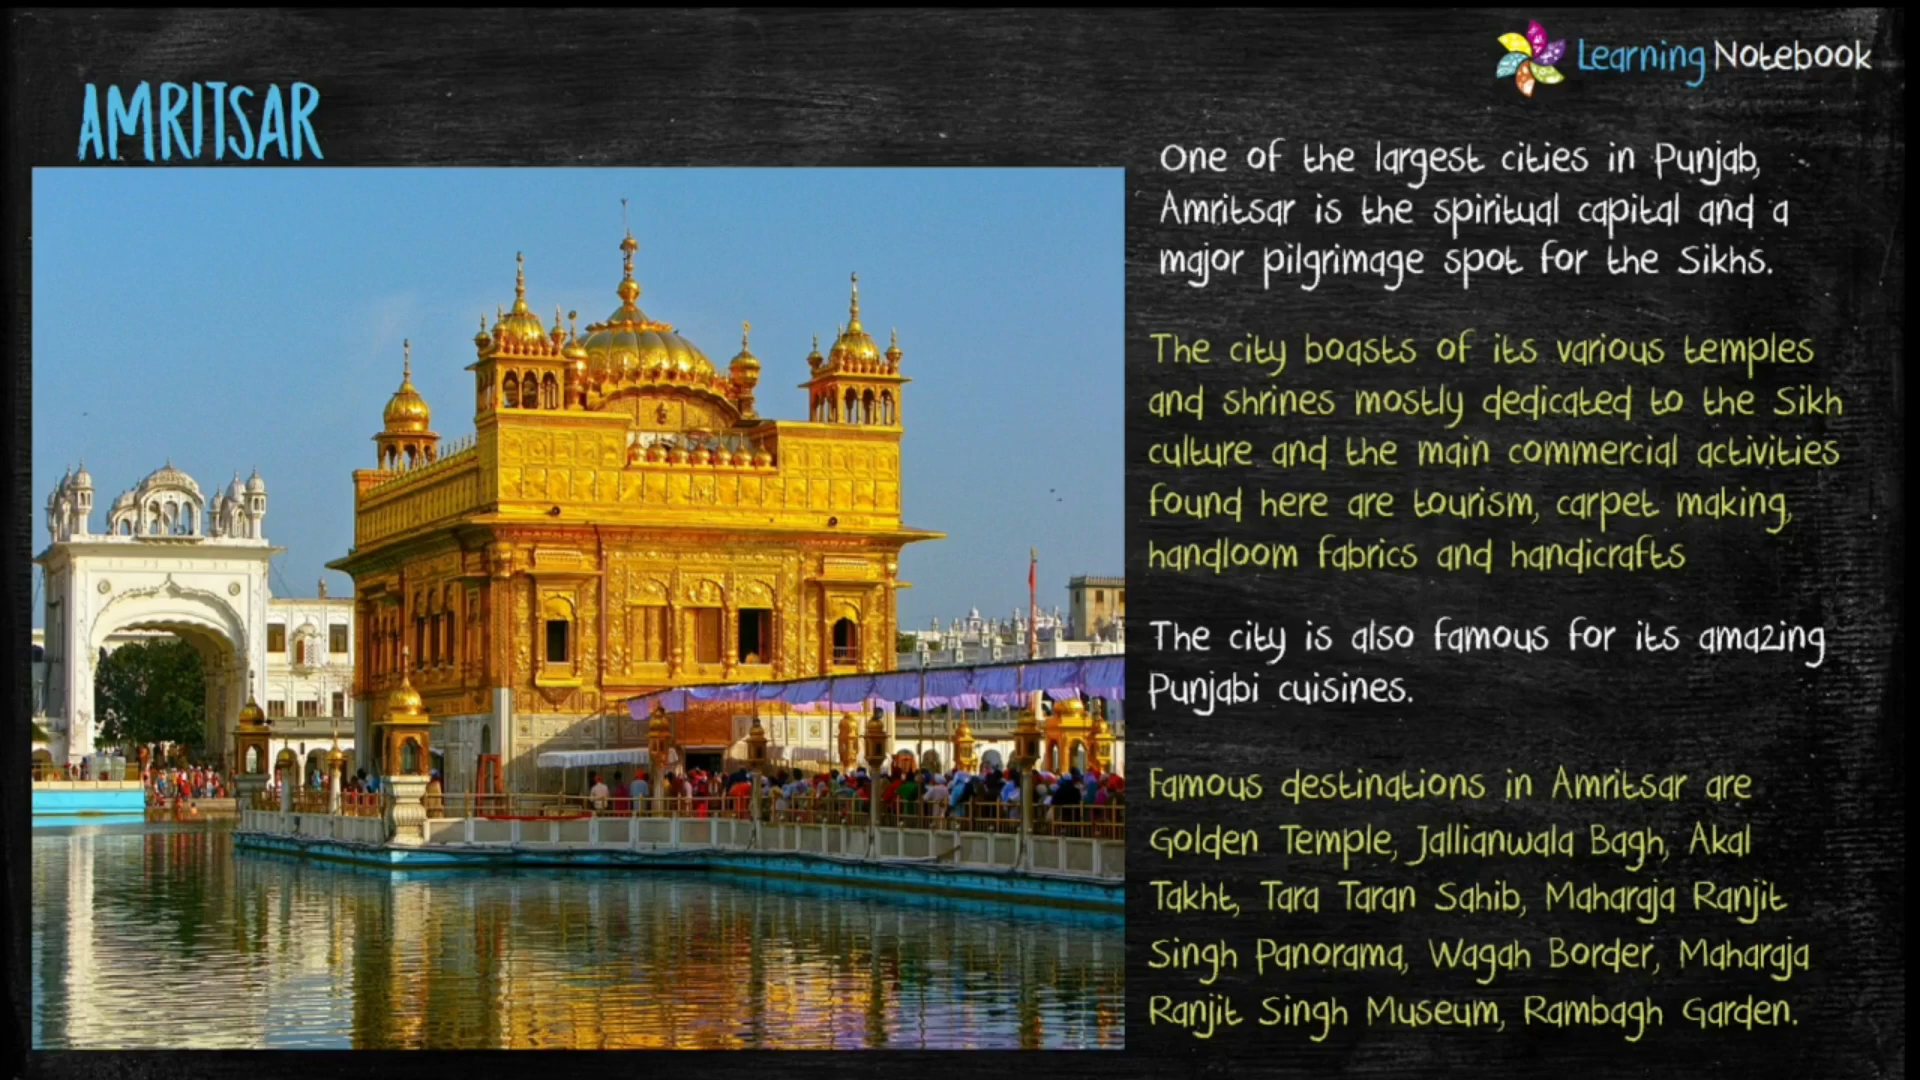 Learning Notebook
AMRITSAR
One of the largest cities in Punjab,
Amritsar is the spiritual capital and a
major pilgrimage spot for the Sikhs.
The city boasts of its various temples
and shrines mostly dedicated to the Sikh
culture and the main commercial activities
found here are tourism, carpet making,
handloom fabrics and handicrafts
The city is also famous for its amazing
Punjabi cuisines.
Famous destinations in Amritsar are
Golden Temple, Jallianwala Bagh, Akal
Takht, Tara Taran Sahib, Maharaja Ranjit
Singh Panorama, Wagah Border, Maharaja
Ranjit Singh Museum, Rambagh Garden.